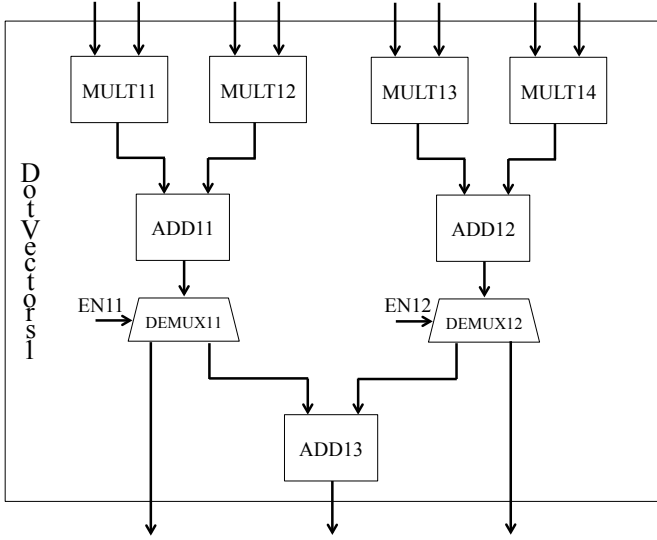 MULT11
MULT12
MULT13
MULT14
DotVectors1
ADD11
ADD12
EN11
DEMUX11
EN12
DEMUX12
ADD13